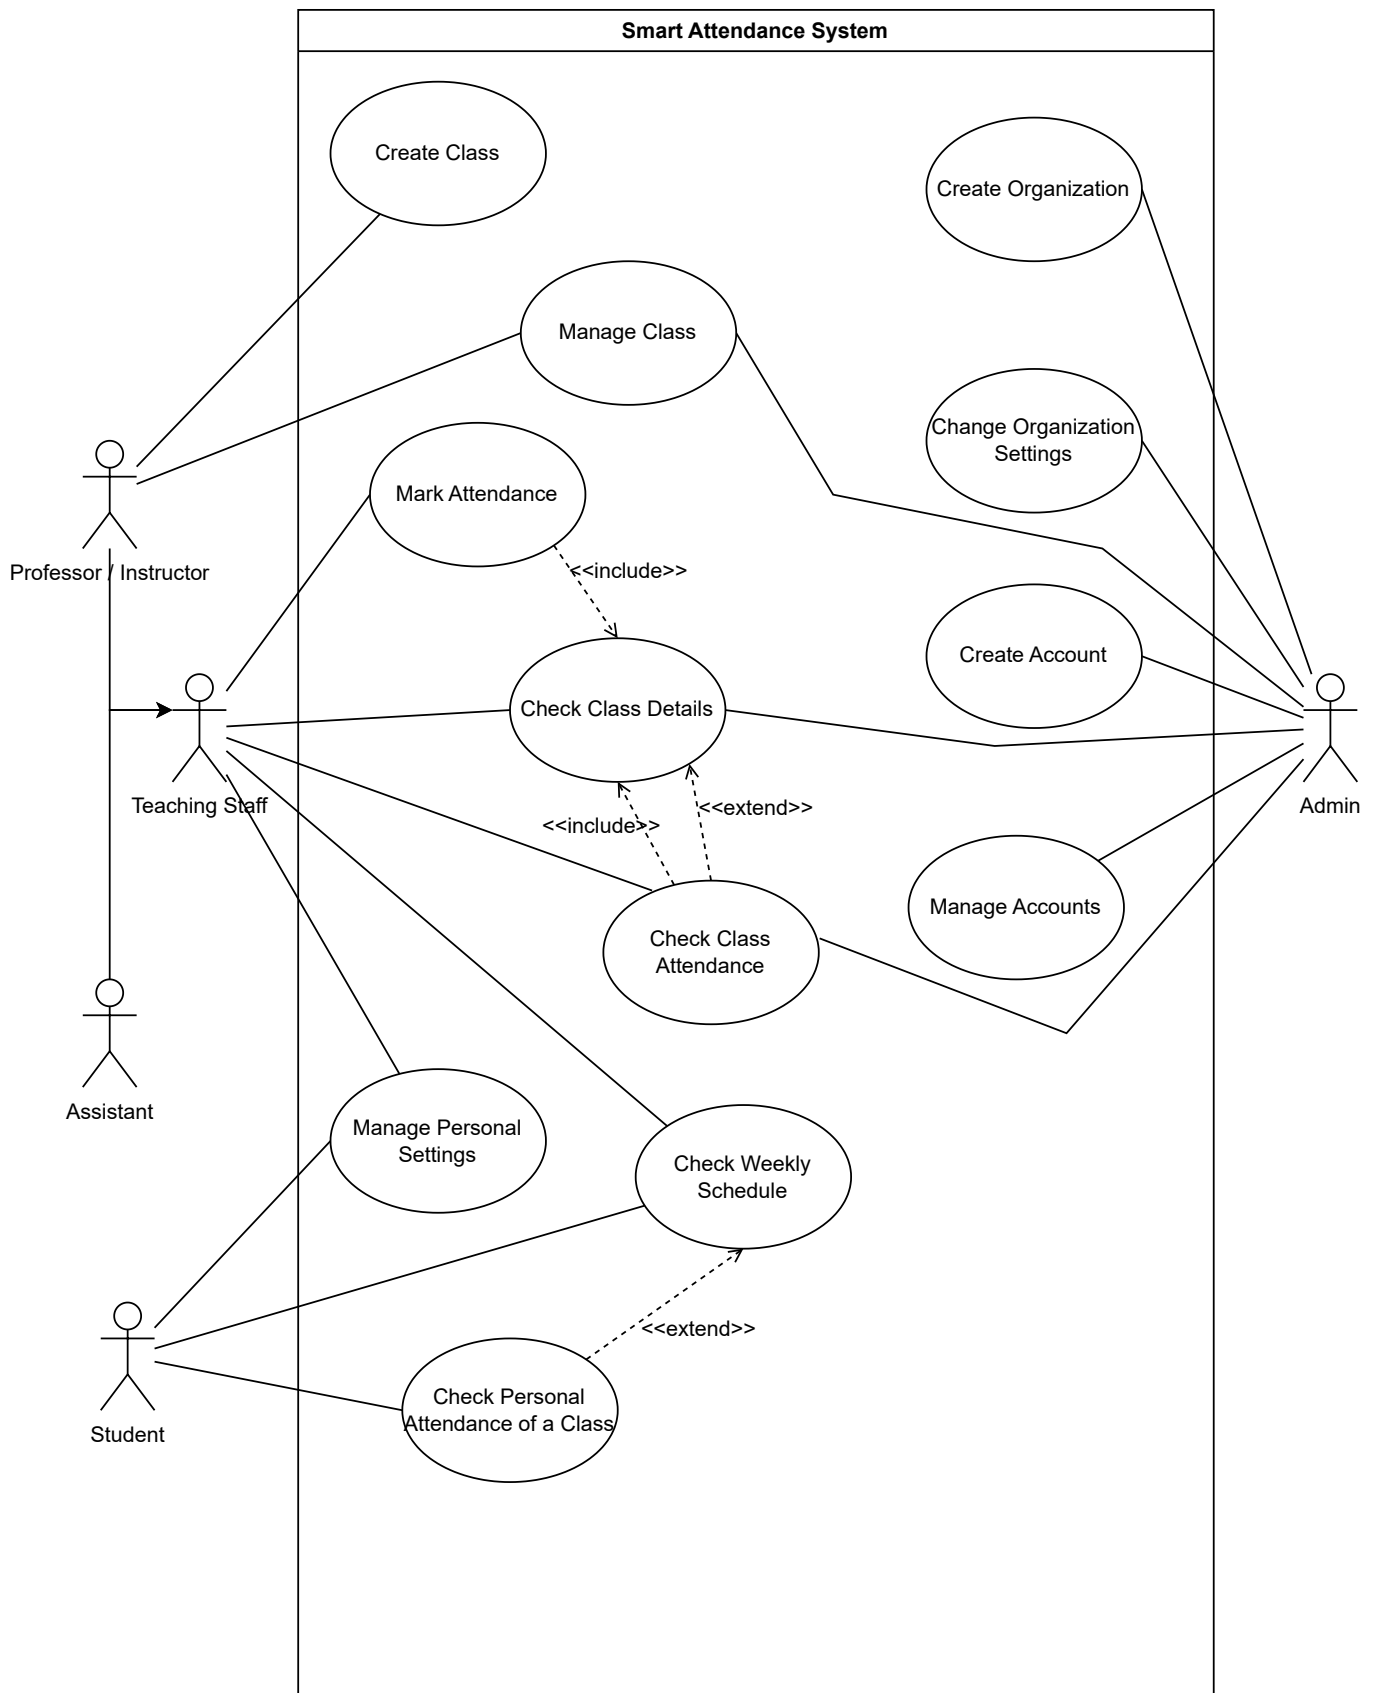 Smart Attendance System
Create Class
Create Organization
Manage Class
Change Organization
Settings
Mark Attendance
<<include>>
Professor / Instructor
Create Account
Check Class Details
Teaching Staff
<<include>>
<<extend>>
Admin
Manage Accounts
Check Class
Attendance
Assistant
Manage Personal
Settings
Check Weekly
Schedule
<<extend>>
Student
Check Personal
Attendance of a Class